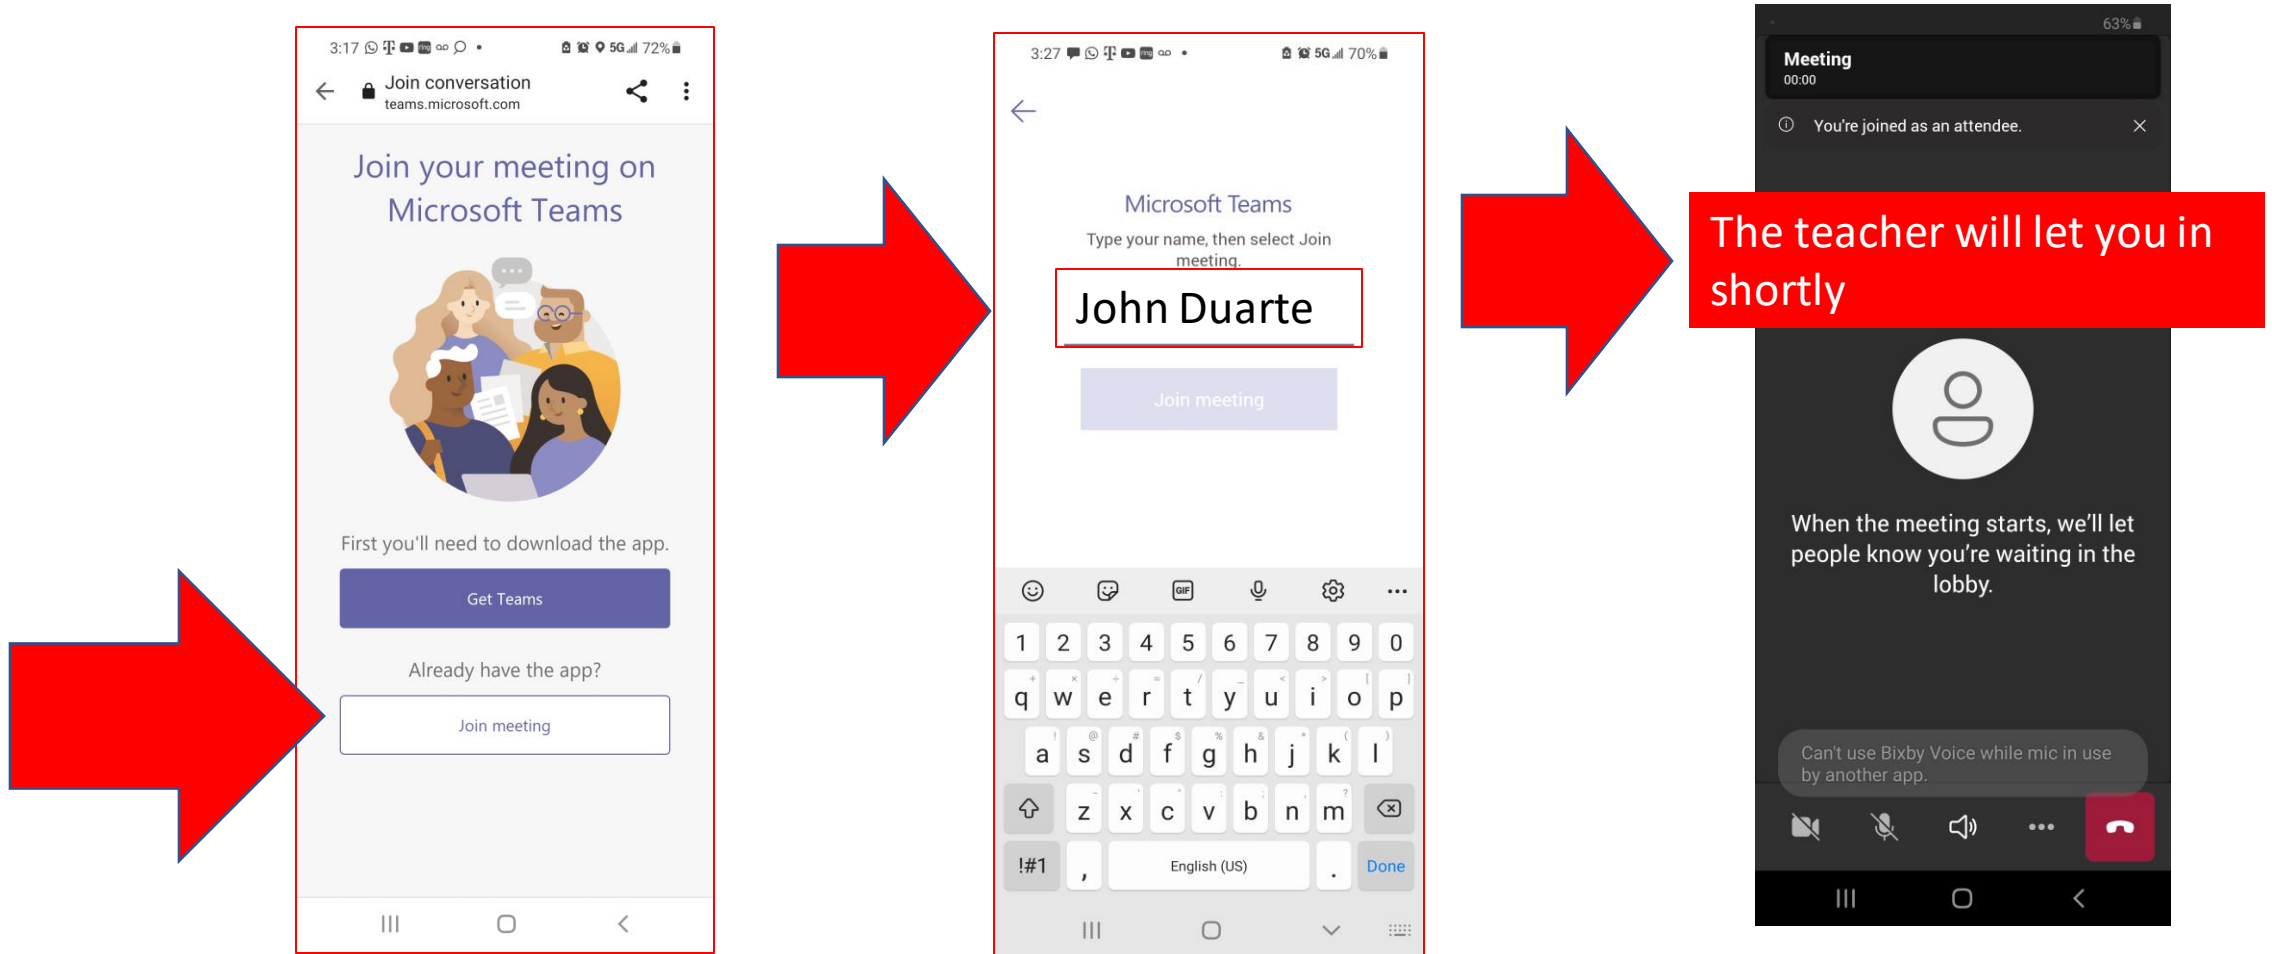 3:17
5G 72%
Join conversation
teams.microsoft.com
Join your meeting on
Microsoft Teams
First you'll need to download the app.
Get Teams
Already have the app?
Join meeting
3:27
5G 70%
Microsoft Teams
Type your name, then select Join
meeting.
John Duarte
Join meeting
GIF
1 2 3 4 5 6 7 8 9 0
q w e r t y u i o p
a s d f g h j k l
z x c v b n m
!#1 , English (US) . Done
63%
Meeting
00:00
You're joined as an attendee.
The teacher will let you in
shortly
When the meeting starts, we'll let
people know you're waiting in the
lobby.
Can't use Bixby Voice while mic in use
by another app.